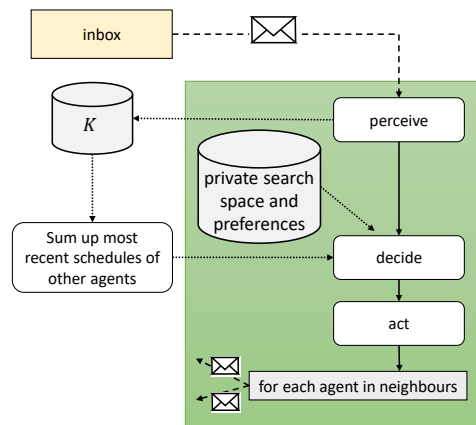 inbox
perceive
K
private search
space and
preferences
Sum up most
recent schedules of
other agents
decide
act
for each agent in neighbours